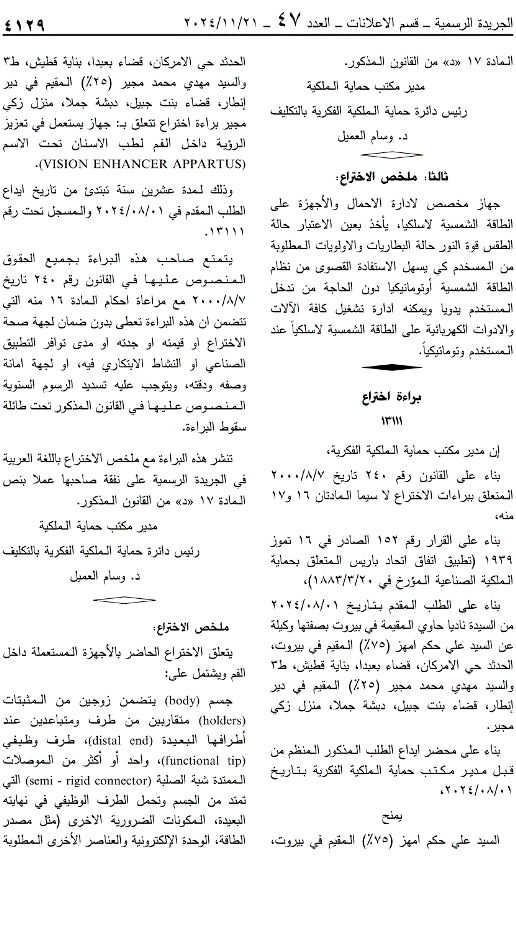 الجريدة الرسمية ـ قسم الاعلانات ـ العدد ٤٧ ـ ٢٠٢٤/١١/٢١
٤١٢٩
المادة ١٧ «د» من القانون المذكور.
مدير مكتب حماية الملكية
رئيس دائرة حماية الملكية الفكرية بالتكليف
د. وسام العميل
ثالثا: ملخص الاختراع:
جهاز مخصص لادارة الاحمال والأجهزة على
الطاقة الشمسية لاسلكيا، يأخذ بعين الاعتبار حالة
الطقس قوة النور حالة البطاريات والاولويات المطلوبة
من المسخدم كي يسهل الاستفادة القصوى من نظام
الطاقة الشمسية أوتوماتيكيا دون الحاجة من تدخل
المستخدم يدويا ويمكنه ادارة تشغيل كافة الآلات
والادوات الكهربائية على الطاقة الشمسية لاسلكياً عند
المستخدم وتوماتيكياً.
براءة اختراع
١٣١١١
إن مدير مكتب حماية الملكية الفكرية،
بناء على القانون رقم ٢٤٠ تاريخ ٢٠٠٠/٨/٧
المتعلق ببراءات الاختراع لا سيما المادتان ١٦ و١٧
منه،
بناء على القرار رقم ١٥٢ الصادر في ١٦ تموز
١٩٣٩ (تطبيق اتفاق اتحاد باريس المتعلق بحماية
الملكية الصناعية المؤرخ في ١٨٨٣/٣/٢٠)،
بناء على الطلب المقدم بتاريخ ٢٠٢٤/٠٨/٠١
من السيدة ناديا حاوي المقيمة في بيروت بصفتها وكيلة
عن السيد علي حكم امهز (٧٥٪) المقيم في بيروت،
الحدثد حي الامركان، قضاء بعبدا، بناية قطيش، ط٣
والسيد مهدي محمد مجير (٢٥٪) المقيم في دير
إنطار، قضاء بنت جبيل، دبشة جملا، منزل زكي
مجير.
بناء على محضر ايداع الطلب المذكور المنظم من
قبل مدير مكتب حماية الملكية الفكرية بتاريخ
٢٠٢٤/٠٨/٠١،
يمنح
السيد علي حكم امهز (٧٥٪) المقيم في بيروت،
الحدثد حي الامركان، قضاء بعبدا، بناية قطيش، ط٣
والسيد مهدي محمد مجير (٢٥٪) المقيم في دير
إنطار، قضاء بنت جبيل، دبشة جملا، منزل زكي
مجير براءة اختراع تتعلق بـ: جهاز يستعمل في تعزيز
الرؤية داخل الفم لطب الاسنان تحت الاسم
(VISION ENHANCER APPARTUS).
وذلك لمدة عشرين سنة تبتدئ من تاريخ ايداع
الطلب المقدم في ٢٠٢٤/٠٨/٠١ والمسجل تحت رقم
١٣١١١.
يتمتع صاحب هذه البراءة بجميع الحقوق
المنصوص عليها في القانون رقم ٢٤٠ تاريخ
٢٠٠٠/٨/٧ مع مراعاة احكام المادة ١٦ منه التي
تتضمن ان هذه البراءة تعطى بدون ضمان لجهة صحة
الاختراع او قيمته او جدته او مدى توافر التطبيق
الصناعي او النشاط الابتكاري فيه، او لجهة امانة
وصفه ودقته، ويتوجب عليه تسديد الرسوم السنوية
المنصوص عليها في القانون المذكور تحت طائلة
سقوط البراءة.
تنشر هذه البراءة مع ملخص الاختراع باللغة العربية
في الجريدة الرسمية على نفقة صاحبها عملا بنص
المادة ١٧ «د» من القانون المذكور.
مدير مكتب حماية الملكية
رئيس دائرة حماية الملكية الفكرية بالتكليف
د. وسام العميل
ملخص الاختراع:
يتعلق الاختراع الحاضر بالأجهزة المستعملة داخل
الفم ويشتمل على:
جسم (body) يتضمن زوجين من المثبتات
(holders) متقاربين من طرف ومتباعدين عند
أطرافها البعيدة (distal end)، طرف وظيفي
(functional tip)، واحد أو أكثر من الموصلات
الممتدة شبة الصلبة (semi - rigid connector) التي
تمتد من الجسم وتحمل الطرف الوظيفي في نهايته
البعيدة، المكونات الضرورية الاخرى (مثل مصدر
الطاقة، الوحدة الإلكترونية والعناصر الأخرى المطلوبة